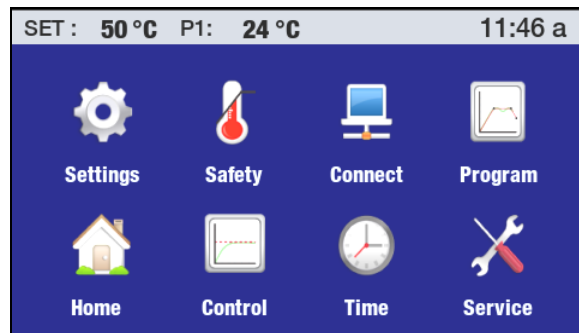 SET : 50 °C P1: 24 °C 11:46 a
Settings Safety Connect Program
Home Control Time Service